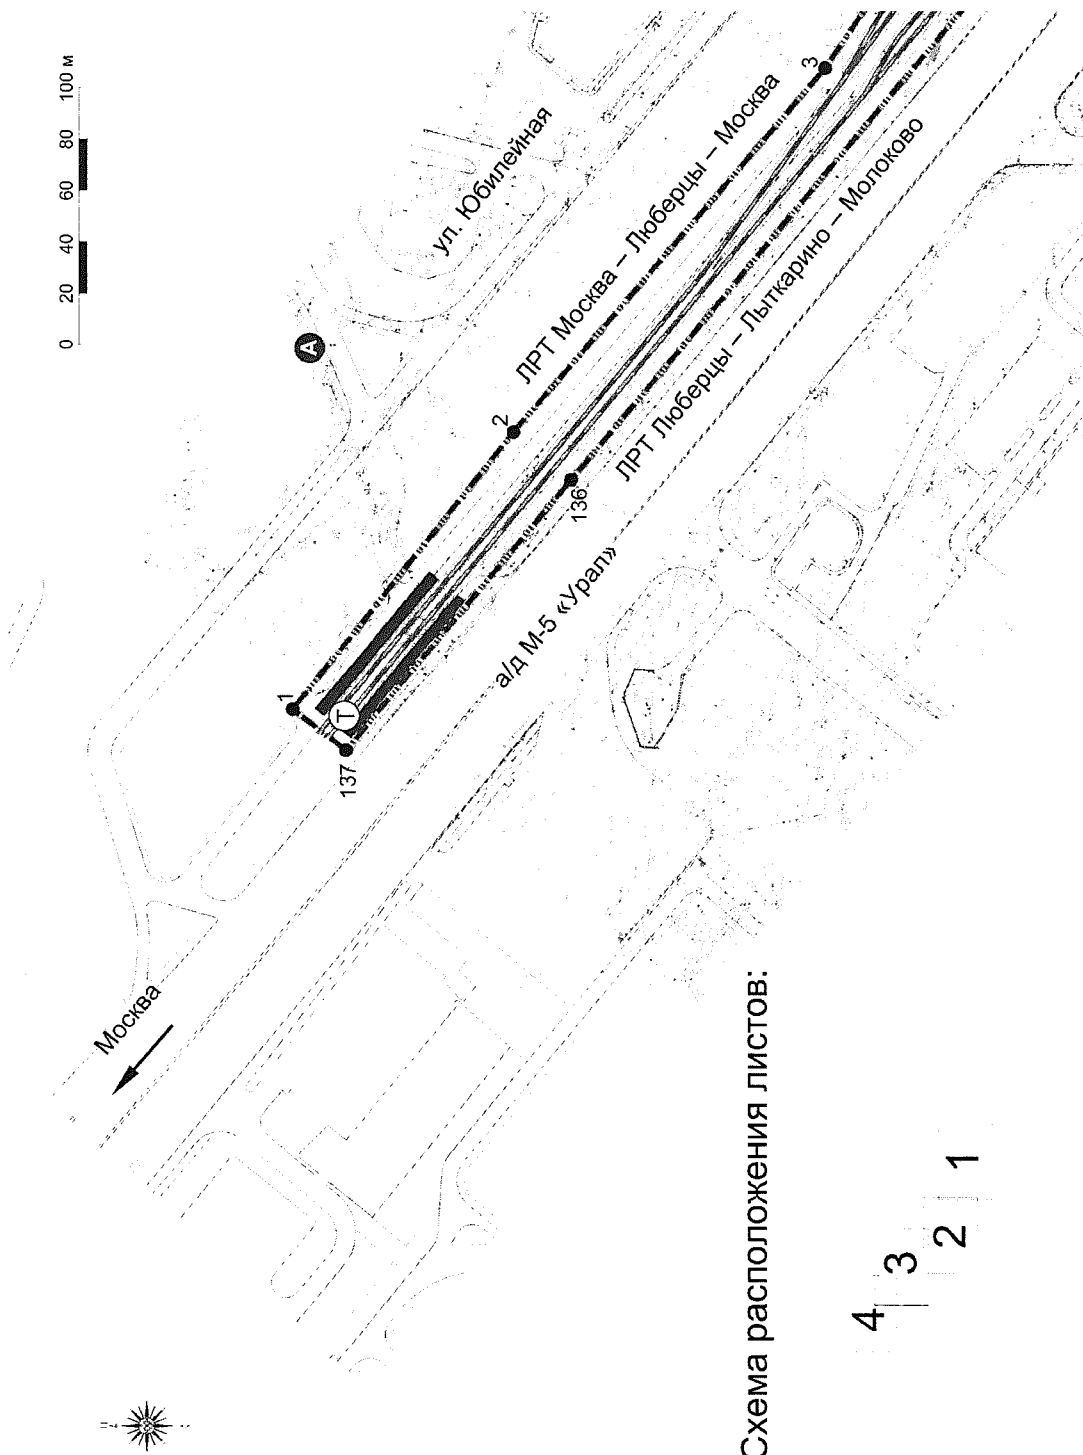 0 20 40 60 80 100 м
А
ул. Юбилейная
3
ЛРТ Москва – Люберцы – Москва
2
ЛРТ Люберцы – Лыткарино – Молоково
136
а/д М-5 «Урал»
1
Т
137
Москва
Схема расположения листов:
4
3
2
1